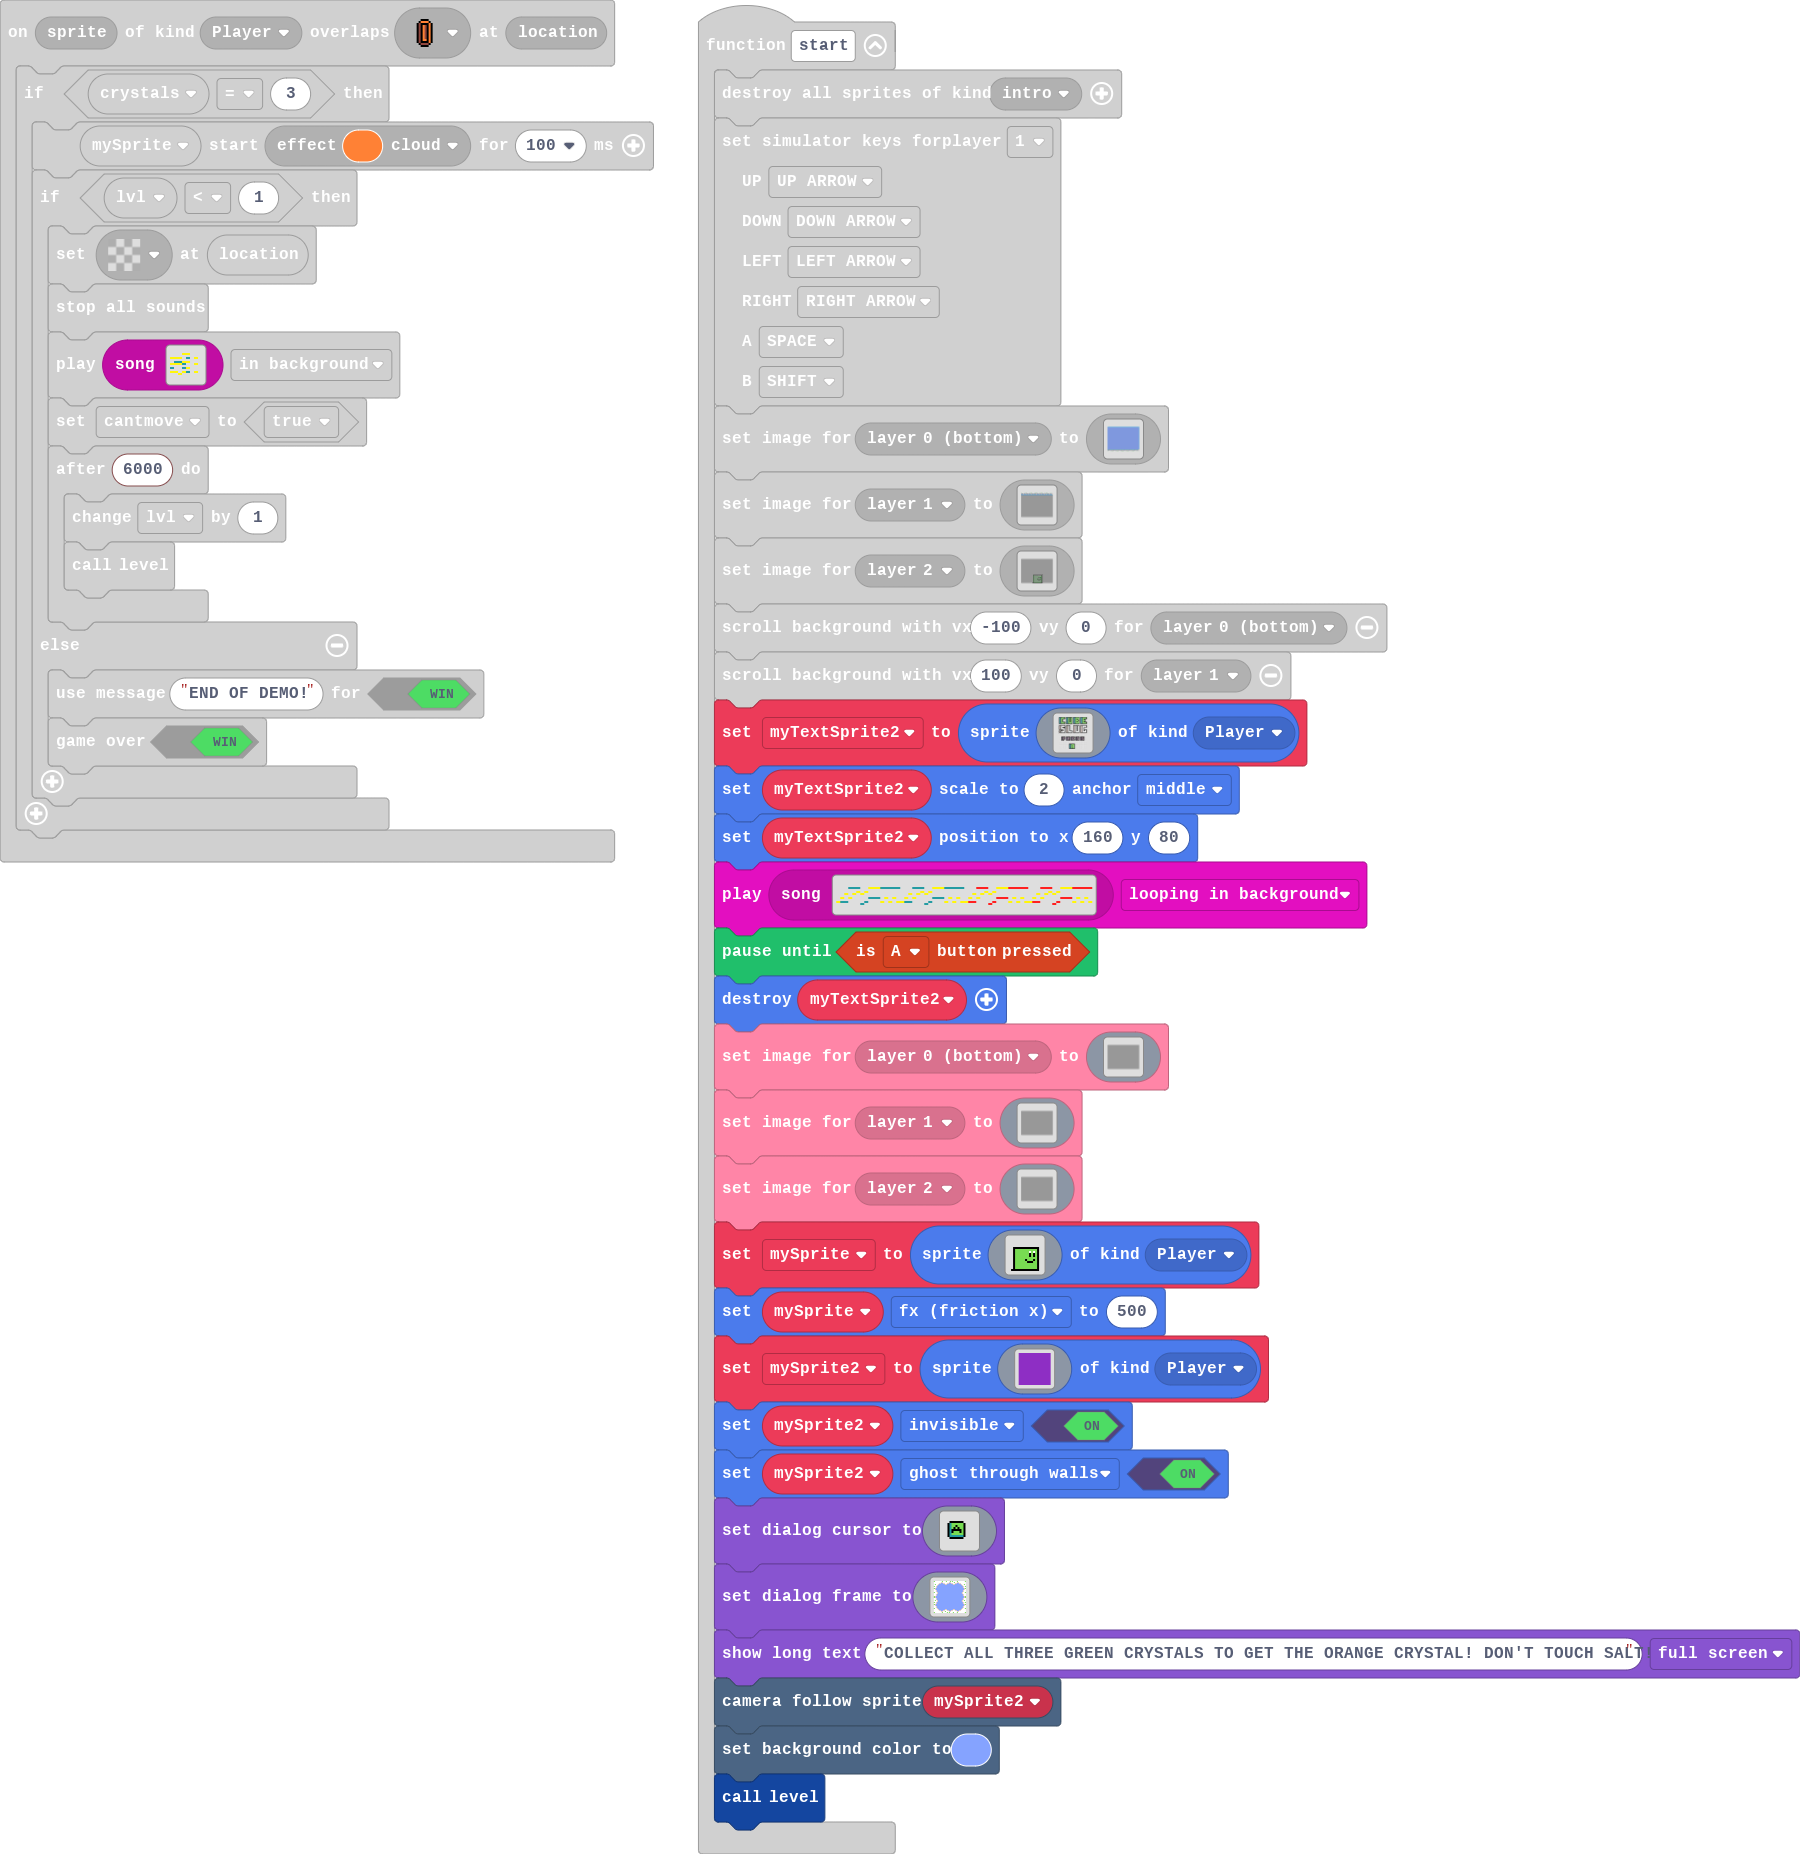 on sprite of kind Player overlaps at location
if crystals = 3 then
mySprite start effect cloud for 100 ms
if lvl < 1 then
set at location
stop all sounds
play song in background
set cantmove to true
after 6000 do
change lvl by 1
call level
else
use message "END OF DEMO!" for WIN
game over WIN
function start
destroy all sprites of kind intro
set simulator keys forplayer 1
UP UP ARROW
DOWN DOWN ARROW
LEFT LEFT ARROW
RIGHT RIGHT ARROW
A SPACE
B SHIFT
set image for layer 0 (bottom) to
set image for layer 1 to
set image for layer 2 to
scroll background with vx -100 vy 0 for layer 0 (bottom)
scroll background with vx 100 vy 0 for layer 1
set myTextSprite2 to sprite of kind Player
set myTextSprite2 scale to 2 anchor middle
set myTextSprite2 position to x 160 y 80
play song looping in background
pause until is A button pressed
destroy myTextSprite2
set image for layer 0 (bottom) to
set image for layer 1 to
set image for layer 2 to
set mySprite to sprite of kind Player
set mySprite fx (friction x) to 500
set mySprite2 to sprite of kind Player
set mySprite2 invisible ON
set mySprite2 ghost through walls ON
set dialog cursor to A
set dialog frame to
show long text "COLLECT ALL THREE GREEN CRYSTALS TO GET THE ORANGE CRYSTAL! DON'T TOUCH SALT" full screen
camera follow sprite mySprite2
set background color to
call level